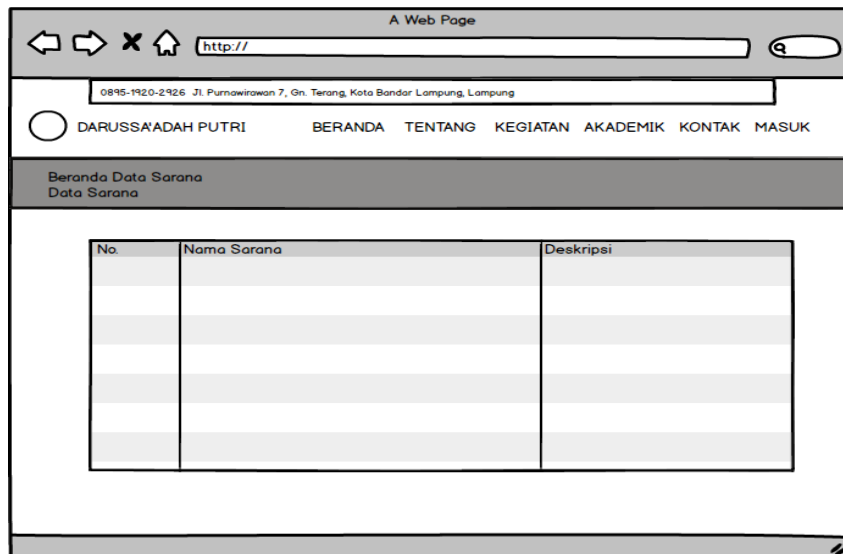 A Web Page
http://
0895-1920-2926 Jl. Purnawirawan 7, Gn. Terang, Kota Bandar Lampung, Lampung
DARUSSA'ADAH PUTRI BERANDA TENTANG KEGIATAN AKADEMIK KONTAK MASUK
Beranda Data Sarana
Data Sarana
No. Nama Sarana Deskripsi